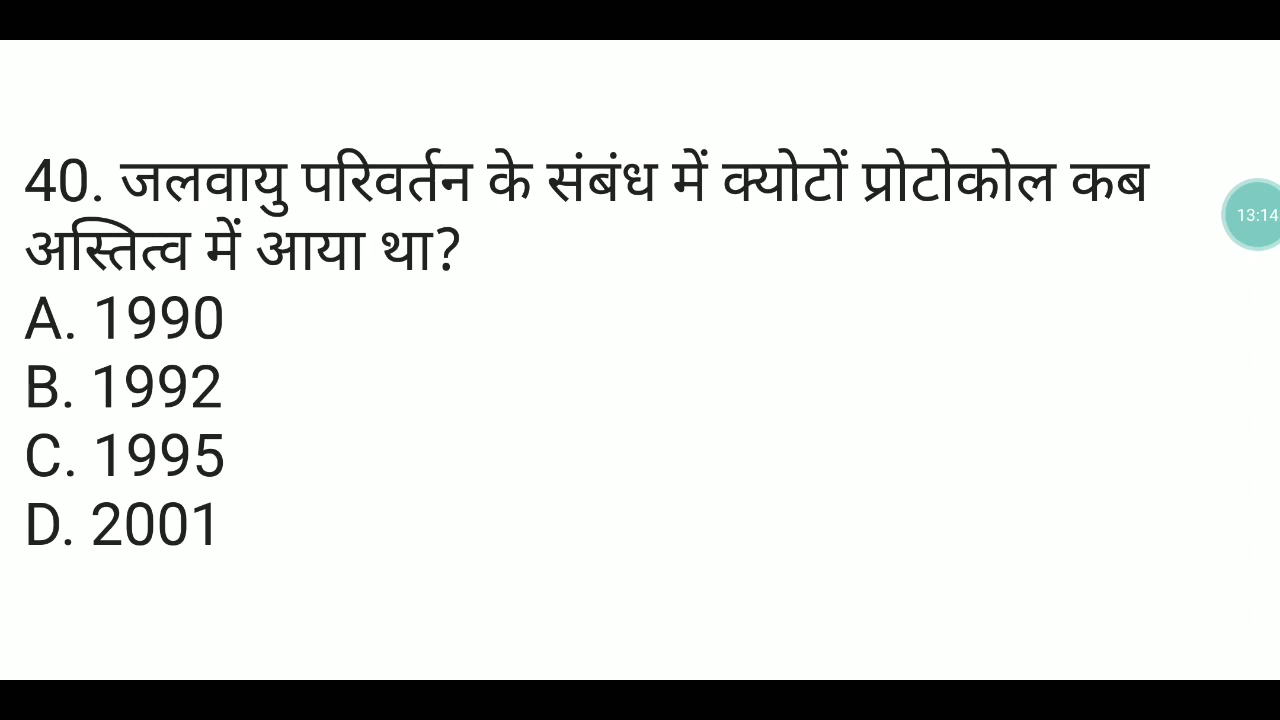 40. जलवायु परिवर्तन के संबंध में क्योटों प्रोटोकोल कब
अस्तित्व में आया था?
A. 1990
B. 1992
C. 1995
D. 2001
13:14